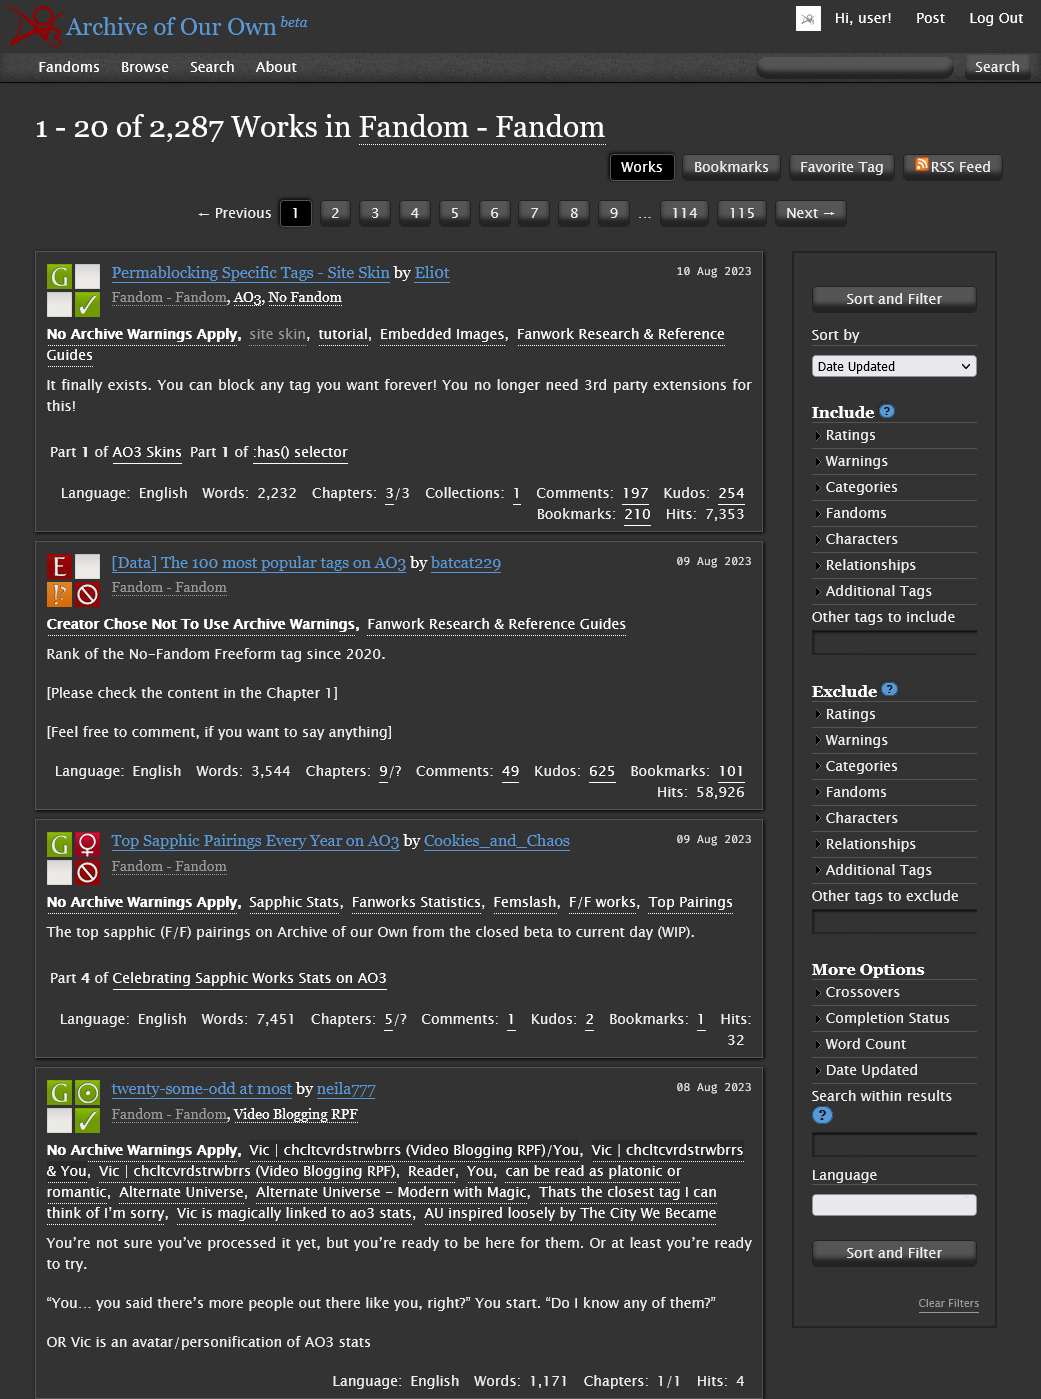 Archive of Our Own beta
Hi, user! Post Log Out
Fandoms Browse Search About Search
1 - 20 of 2,287 Works in Fandom - Fandom
Works Bookmarks Favorite Tag RSS Feed
← Previous 1 2 3 4 5 6 7 8 9 … 114 115 Next →
G
Permablocking Specific Tags - Site Skin by Eli0t
10 Aug 2023
Fandom - Fandom, AO3, No Fandom
No Archive Warnings Apply, site skin, tutorial, Embedded Images, Fanwork Research & Reference
Guides
It finally exists. You can block any tag you want forever! You no longer need 3rd party extensions for
this!
Part 1 of AO3 Skins Part 1 of :has() selector
Language: English Words: 2,232 Chapters: 3/3 Collections: 1 Comments: 197 Kudos: 254
Bookmarks: 210 Hits: 7,353
E
!?
[Data] The 100 most popular tags on AO3 by batcat229
09 Aug 2023
Fandom - Fandom
Creator Chose Not To Use Archive Warnings, Fanwork Research & Reference Guides
Rank of the No-Fandom Freeform tag since 2020.
[Please check the content in the Chapter 1]
[Feel free to comment, if you want to say anything]
Language: English Words: 3,544 Chapters: 9/? Comments: 49 Kudos: 625 Bookmarks: 101
Hits: 58,926
G
Top Sapphic Pairings Every Year on AO3 by Cookies_and_Chaos
09 Aug 2023
Fandom - Fandom
No Archive Warnings Apply, Sapphic Stats, Fanworks Statistics, Femslash, F/F works, Top Pairings
The top sapphic (F/F) pairings on Archive of our Own from the closed beta to current day (WIP).
Part 4 of Celebrating Sapphic Works Stats on AO3
Language: English Words: 7,451 Chapters: 5/? Comments: 1 Kudos: 2 Bookmarks: 1 Hits:
32
G
twenty-some-odd at most by neila777
08 Aug 2023
Fandom - Fandom, Video Blogging RPF
No Archive Warnings Apply, Vic | chcltcvrdstrwbrrs (Video Blogging RPF)/You, Vic | chcltcvrdstrwbrrs
& You, Vic | chcltcvrdstrwbrrs (Video Blogging RPF), Reader, You, can be read as platonic or
romantic, Alternate Universe, Alternate Universe - Modern with Magic, Thats the closest tag I can
think of I'm sorry, Vic is magically linked to ao3 stats, AU inspired loosely by The City We Became
You're not sure you've processed it yet, but you're ready to be here for them. Or at least you're ready
to try.
“You… you said there's more people out there like you, right?” You start. “Do I know any of them?”
OR Vic is an avatar/personification of AO3 stats
Language: English Words: 1,171 Chapters: 1/1 Hits: 4
Sort and Filter
Sort by
Date Updated
Include ?
Ratings
Warnings
Categories
Fandoms
Characters
Relationships
Additional Tags
Other tags to include
Exclude ?
Ratings
Warnings
Categories
Fandoms
Characters
Relationships
Additional Tags
Other tags to exclude
More Options
Crossovers
Completion Status
Word Count
Date Updated
Search within results
?
Language
Sort and Filter
Clear Filters